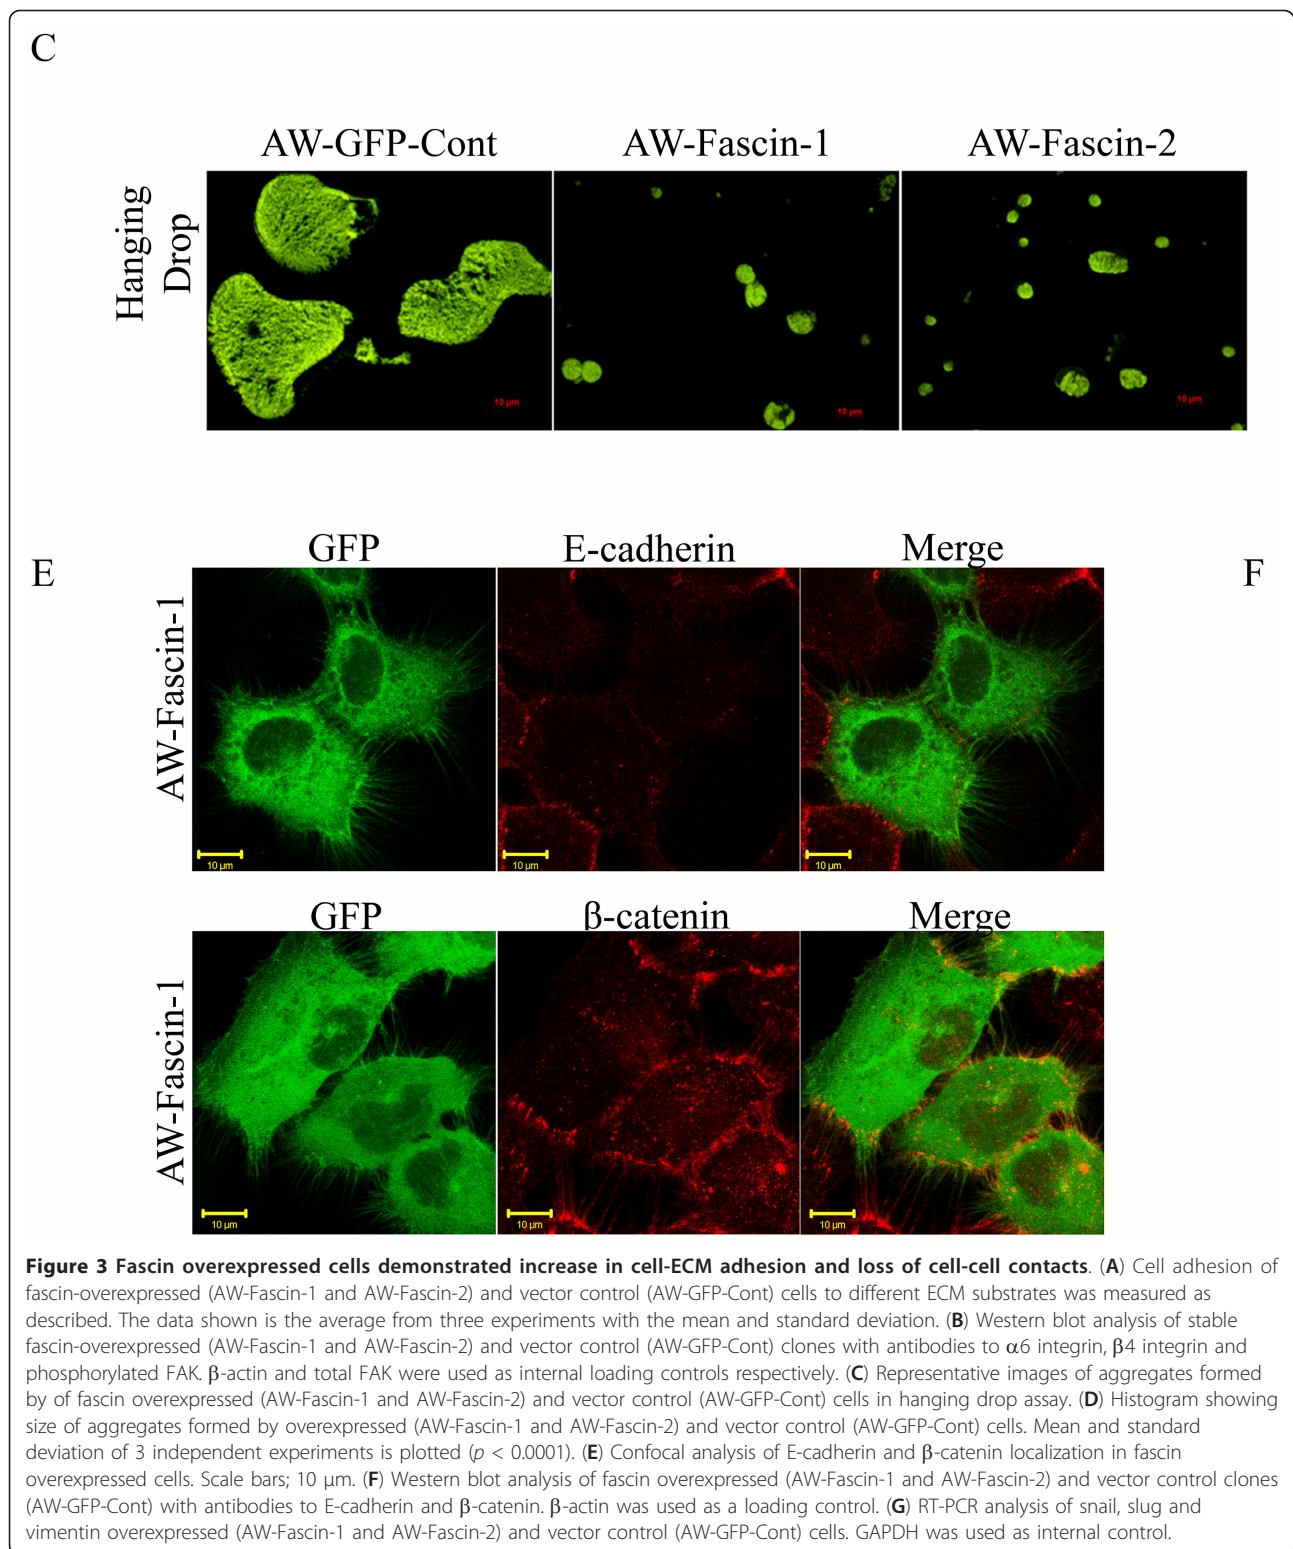 C
AW-GFP-Cont AW-Fascin-1 AW-Fascin-2
Hanging
Drop
10 µm 10 µm 10 µm
E
F
GFP E-cadherin Merge
AW-Fascin-1
10 µm 10 µm 10 µm
GFP β-catenin Merge
AW-Fascin-1
10 µm 10 µm 10 µm
Figure 3 Fascin overexpressed cells demonstrated increase in cell-ECM adhesion and loss of cell-cell contacts. (A) Cell adhesion of
fascin-overexpressed (AW-Fascin-1 and AW-Fascin-2) and vector control (AW-GFP-Cont) cells to different ECM substrates was measured as
described. The data shown is the average from three experiments with the mean and standard deviation. (B) Western blot analysis of stable
fascin-overexpressed (AW-Fascin-1 and AW-Fascin-2) and vector control (AW-GFP-Cont) clones with antibodies to α6 integrin, β4 integrin and
phosphorylated FAK. β-actin and total FAK were used as internal loading controls respectively. (C) Representative images of aggregates formed
by of fascin overexpressed (AW-Fascin-1 and AW-Fascin-2) and vector control (AW-GFP-Cont) cells in hanging drop assay. (D) Histogram showing
size of aggregates formed by overexpressed (AW-Fascin-1 and AW-Fascin-2) and vector control (AW-GFP-Cont) cells. Mean and standard
deviation of 3 independent experiments is plotted (p < 0.0001). (E) Confocal analysis of E-cadherin and β-catenin localization in fascin
overexpressed cells. Scale bars; 10 µm. (F) Western blot analysis of fascin overexpressed (AW-Fascin-1 and AW-Fascin-2) and vector control clones
(AW-GFP-Cont) with antibodies to E-cadherin and β-catenin. β-actin was used as a loading control. (G) RT-PCR analysis of snail, slug and
vimentin overexpressed (AW-Fascin-1 and AW-Fascin-2) and vector control (AW-GFP-Cont) cells. GAPDH was used as internal control.